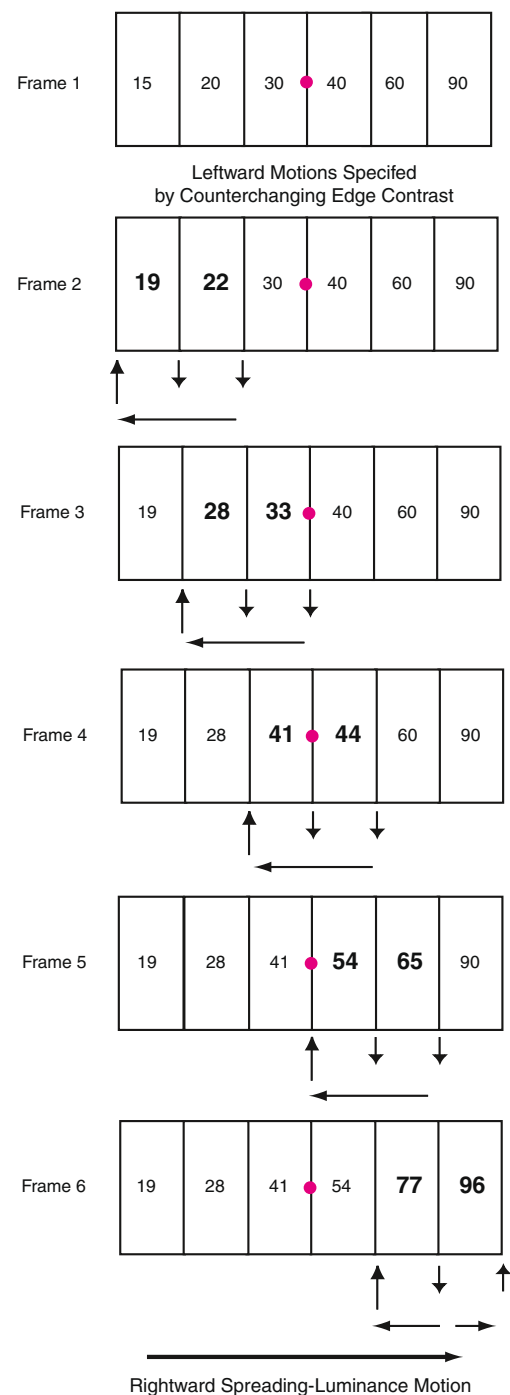 Frame 1 15 20 30 40 60 90
Leftward Motions Specifed
by Counterchanging Edge Contrast
Frame 2 19 22 30 40 60 90
Frame 3 19 28 33 40 60 90
Frame 4 19 28 41 44 60 90
Frame 5 19 28 41 54 65 90
Frame 6 19 28 41 54 77 96
Rightward Spreading-Luminance Motion